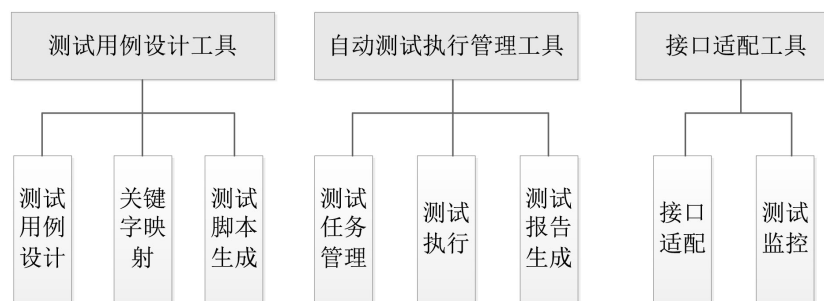 测试用例设计工具
自动测试执行管理工具
接口适配工具
测试
用例
设计
关键
字映
射
测试
脚本
生成
测试
任务
管理
测试
执行
测试
报告
生成
接口
适配
测试
监控